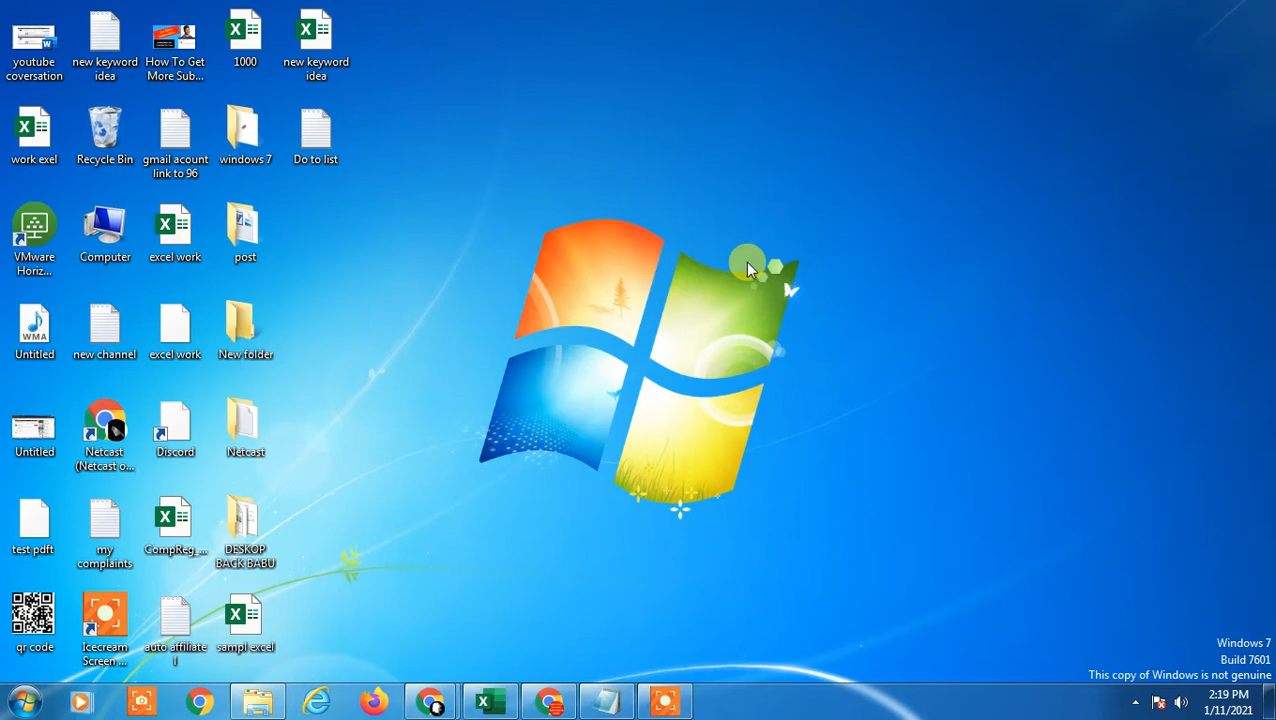 youtube
coversation
new keyword
idea
How To Get
More Sub...
1000
new keyword
idea
work exel
Recycle Bin
gmail acount
link to 96
windows 7
Do to list
VMware
Horiz...
Computer
excel work
post
WMA
Untitled
new channel
excel work
New folder
Untitled
Netcast
(Netcast o...
Discord
Netcast
test pdft
my
complaints
CompReg_...
DESKOP
BACK BABU
qr code
Icecream
Screen ...
auto affiliate
l
sampl excel
Windows 7
Build 7601
This copy of Windows is not genuine
2:19 PM
1/11/2021